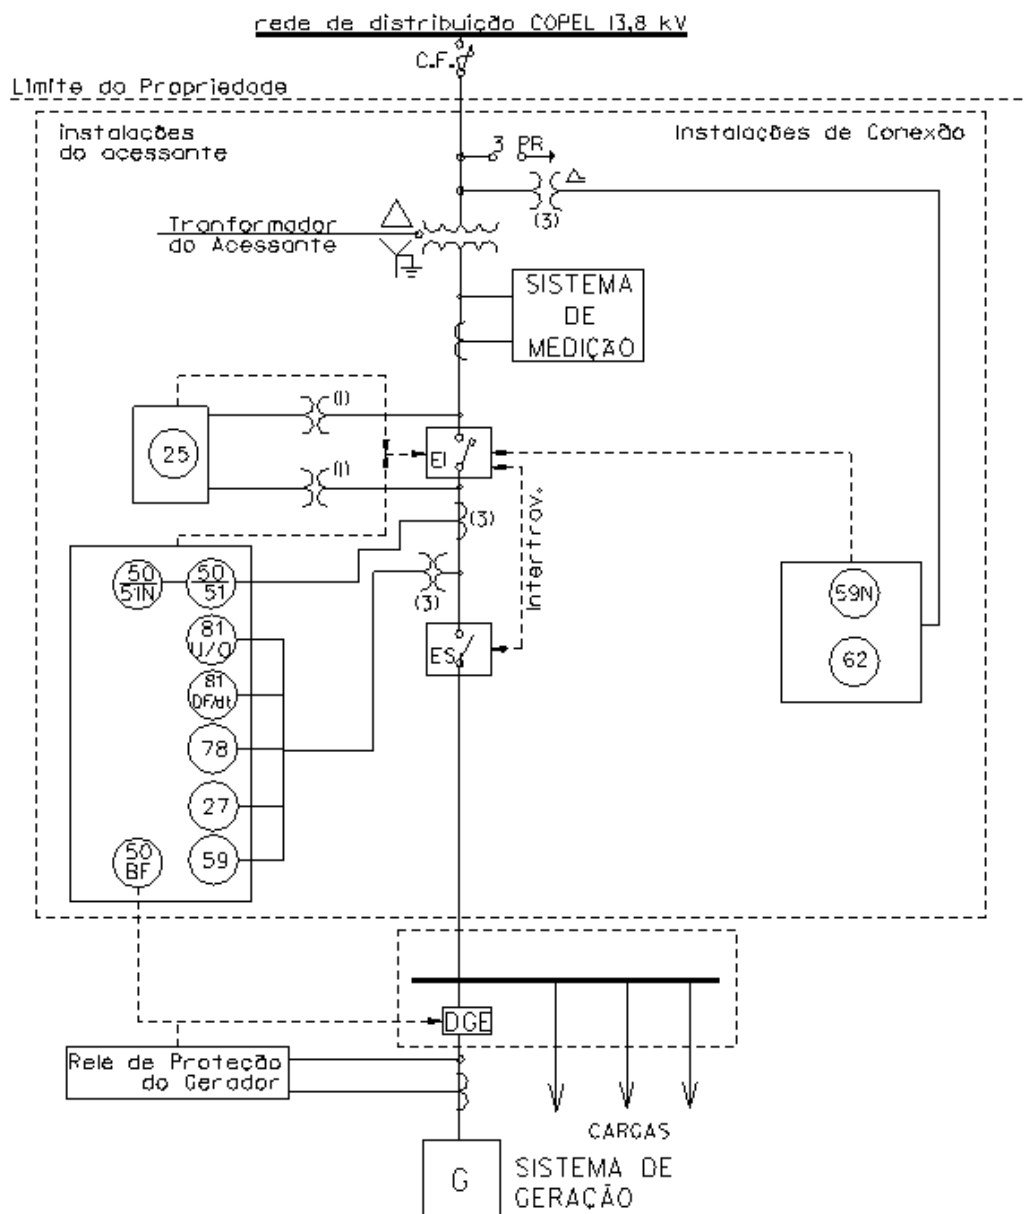 rede de distribuição COPEL 13,8 kV
C.F.
Limite da Propriedade
instalações
do acessante
Instalações de Conexão
3 PR
(3)
Tranformador
do Acessante
SISTEMA
DE
MEDIÇÃO
(1)
25
EI
(1)
(3)
Intertrav.
50
51N
50
51
(3)
59N
81
U/O
ES
62
81
DF/dt
78
27
50
BF
59
DGE
Relé de Proteção
do Gerador
CARGAS
G
SISTEMA DE
GERAÇÃO